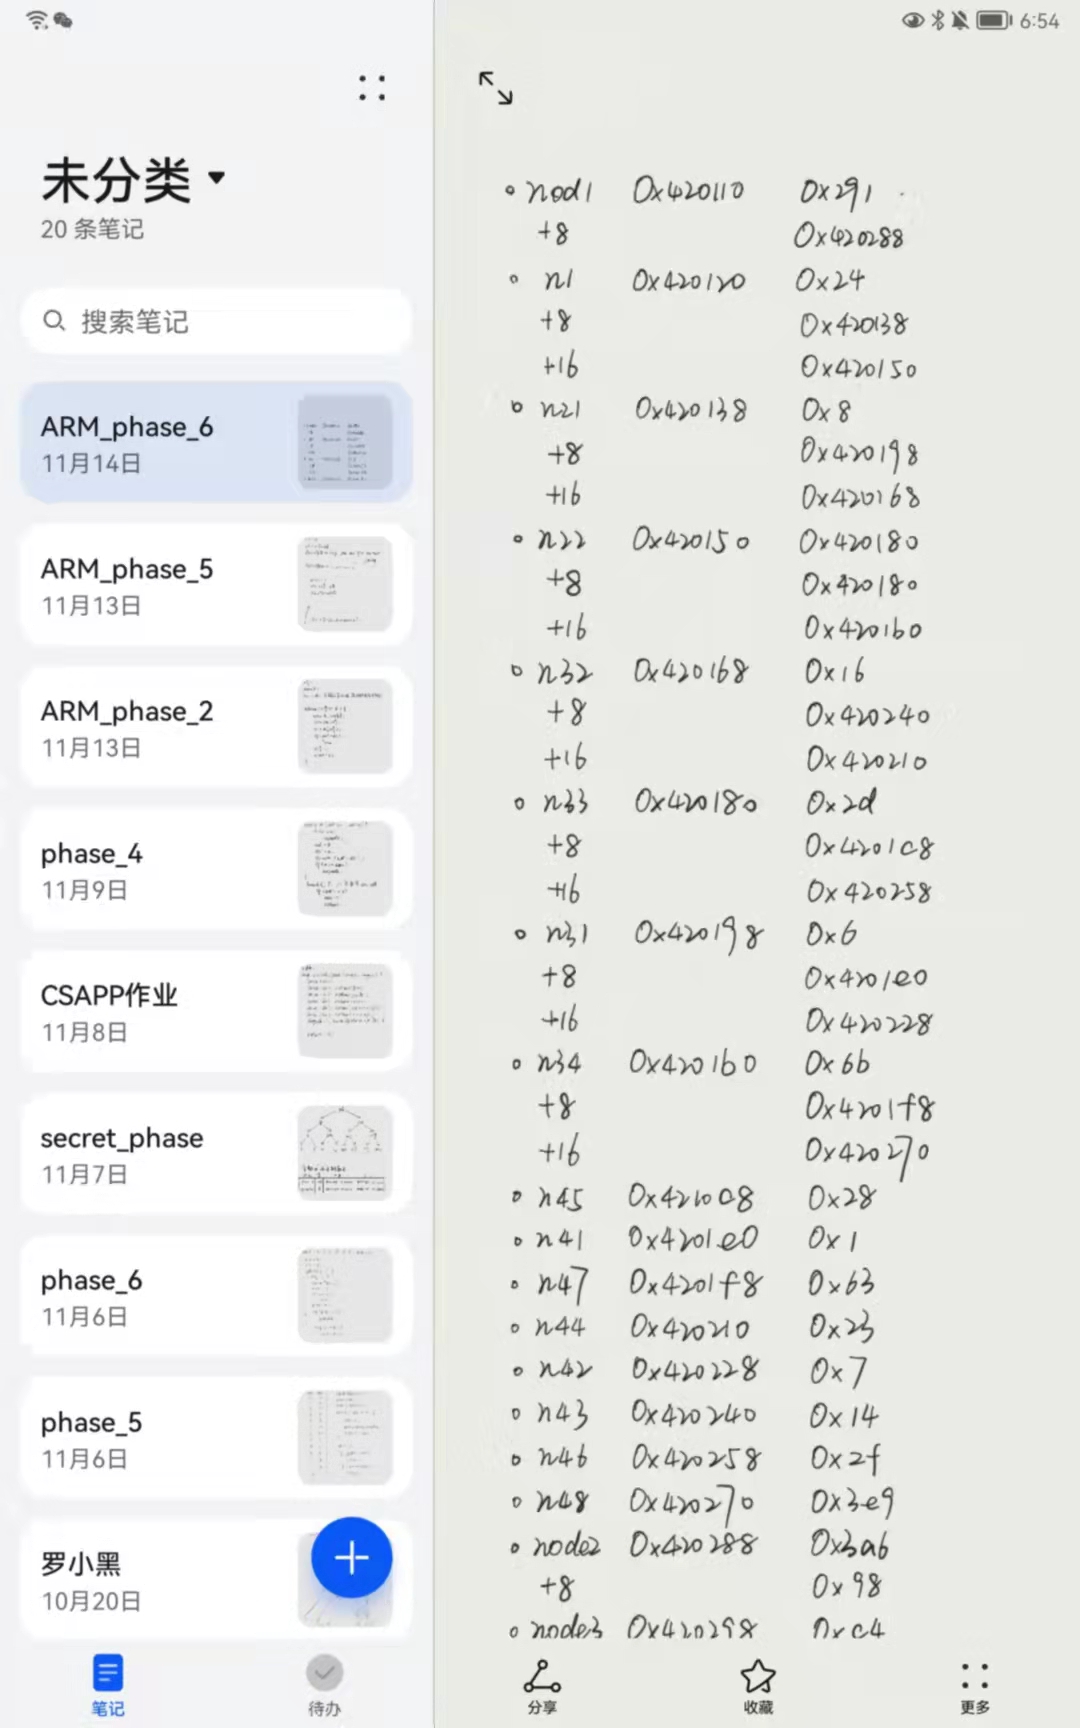 6:54
未分类
20 条笔记
搜索笔记
ARM_phase_6
11月14日
ARM_phase_5
11月13日
ARM_phase_2
11月13日
phase_4
11月9日
CSAPP作业
11月8日
secret_phase
11月7日
phase_6
11月6日
phase_5
11月6日
罗小黑
10月20日
笔记
待办
nod1 0x420110 0x291
+8 0x420288
n1 0x420120 0x24
+8 0x420138
+16 0x420150
n21 0x420138 0x8
+8 0x420198
+16 0x420168
n22 0x420150 0x420180
+8 0x420180
+16 0x4201b0
n32 0x420168 0x16
+8 0x420240
+16 0x420210
n33 0x420180 0x2d
+8 0x4201c8
+16 0x420258
n31 0x420198 0x6
+8 0x4201e0
+16 0x420228
n34 0x4201b0 0x6b
+8 0x4201f8
+16 0x420270
n45 0x4210c8 0x28
n41 0x4201e0 0x1
n47 0x4201f8 0x63
n44 0x420210 0x23
n42 0x420228 0x7
n43 0x420240 0x14
n46 0x420258 0x2f
n48 0x420270 0x3e9
node2 0x420288 0x3a6
+8 0x98
node3 0x420298 0xc4
分享
收藏
更多